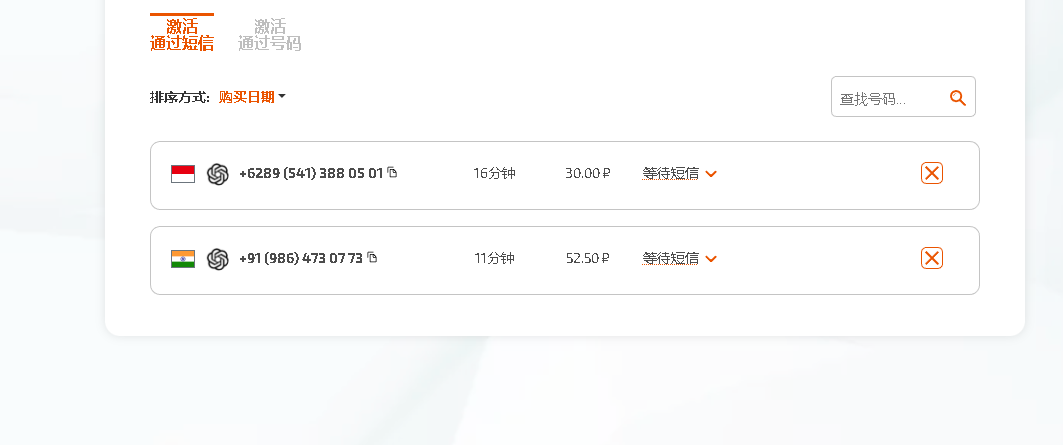 激活
通过短信
激活
通过号码
排序方式: 购买日期
查找号码...
+6289 (541) 388 05 01 16分钟 30.00 ₽ 等待短信
+91 (986) 473 07 73 11分钟 52.50 ₽ 等待短信